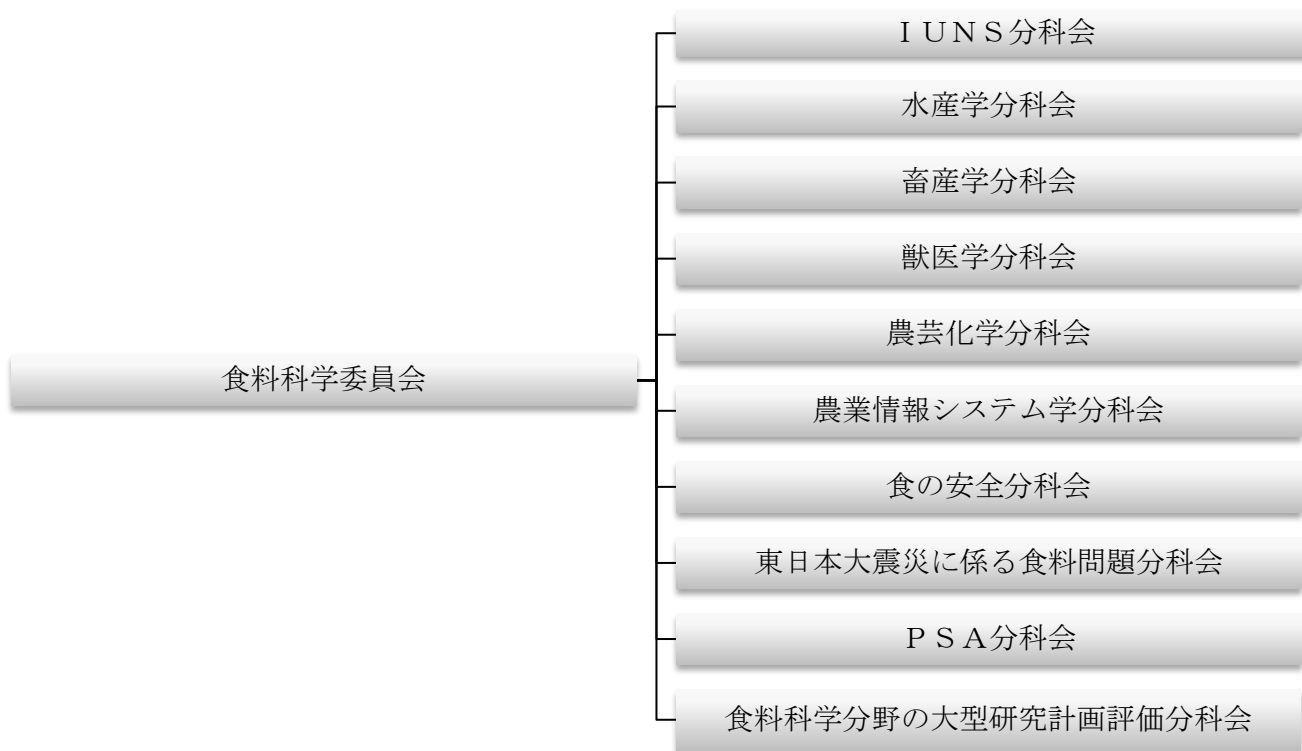 食料科学委員会
ＩＵＮＳ分科会
水産学分科会
畜産学分科会
獣医学分科会
農芸化学分科会
農業情報システム学分科会
食の安全分科会
東日本大震災に係る食料問題分科会
ＰＳＡ分科会
食料科学分野の大型研究計画評価分科会